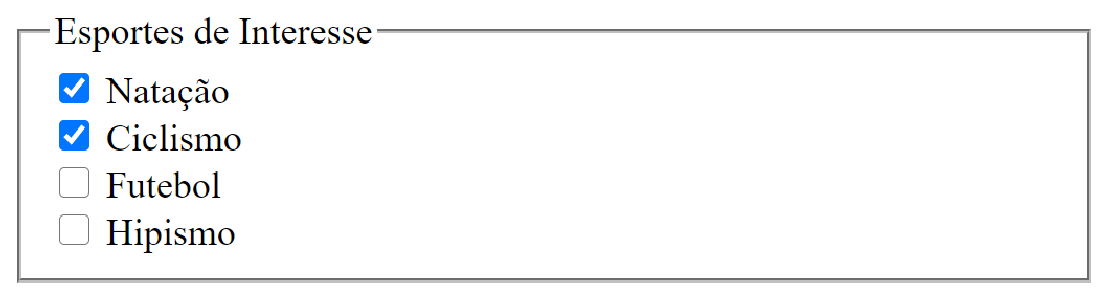 Esportes de Interesse
Natação
Ciclismo
Futebol
Hipismo